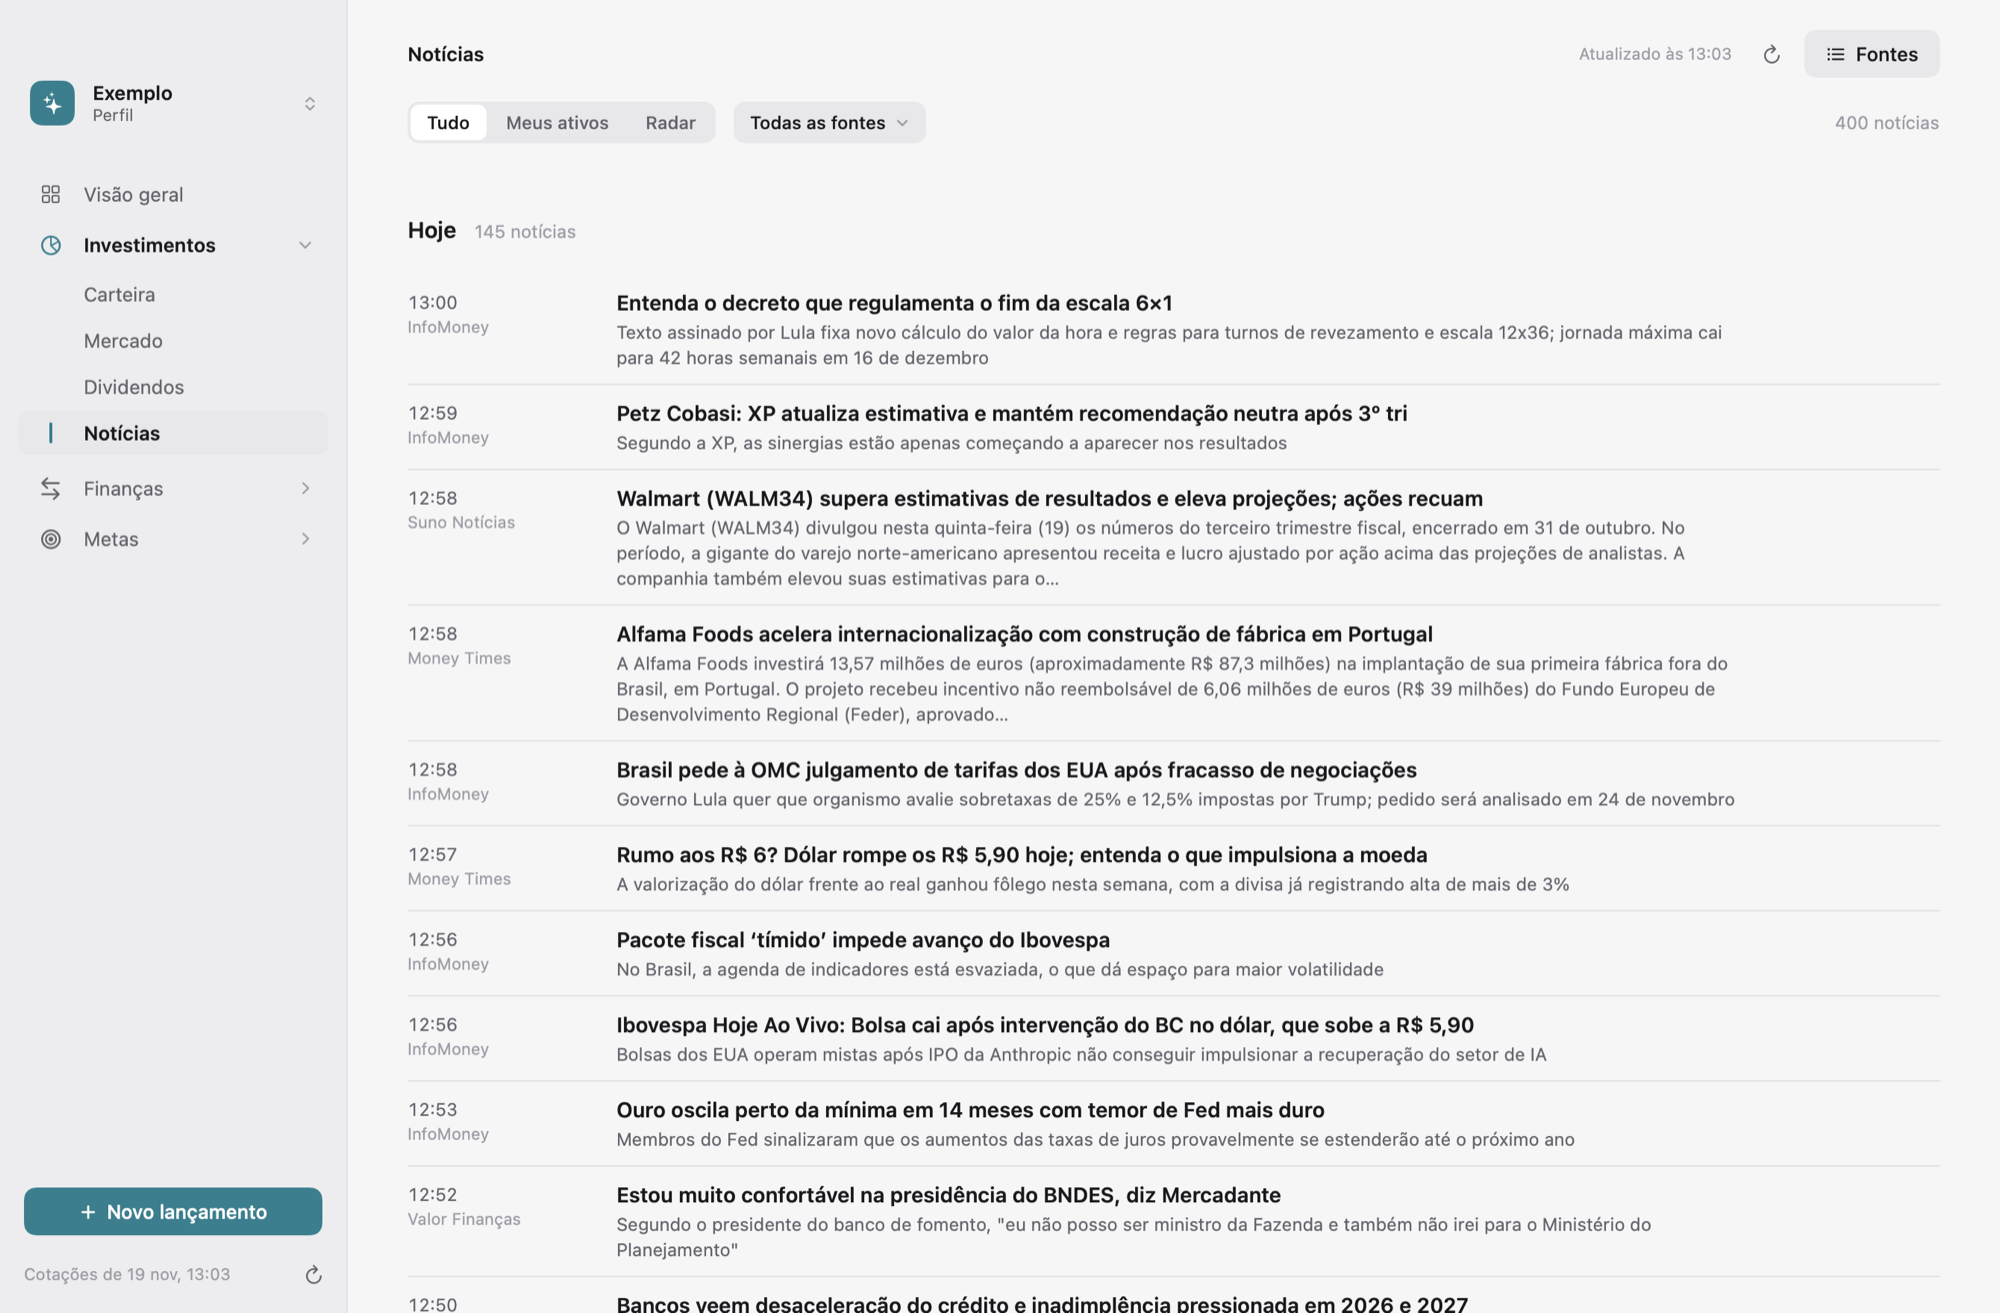 Exemplo
Perfil
Visão geral
Investimentos
Carteira
Mercado
Dividendos
Notícias
Finanças
Metas
+ Novo lançamento
Cotações de 19 nov, 13:03
Notícias
Atualizado às 13:03
Fontes
Tudo
Meus ativos
Radar
Todas as fontes
400 notícias
Hoje 145 notícias
13:00
InfoMoney
Entenda o decreto que regulamenta o fim da escala 6×1
Texto assinado por Lula fixa novo cálculo do valor da hora e regras para turnos de revezamento e escala 12x36; jornada máxima cai
para 42 horas semanais em 16 de dezembro
12:59
InfoMoney
Petz Cobasi: XP atualiza estimativa e mantém recomendação neutra após 3º tri
Segundo a XP, as sinergias estão apenas começando a aparecer nos resultados
12:58
Suno Notícias
Walmart (WALM34) supera estimativas de resultados e eleva projeções; ações recuam
O Walmart (WALM34) divulgou nesta quinta-feira (19) os números do terceiro trimestre fiscal, encerrado em 31 de outubro. No
período, a gigante do varejo norte-americano apresentou receita e lucro ajustado por ação acima das projeções de analistas. A
companhia também elevou suas estimativas para o...
12:58
Money Times
Alfama Foods acelera internacionalização com construção de fábrica em Portugal
A Alfama Foods investirá 13,57 milhões de euros (aproximadamente R$ 87,3 milhões) na implantação de sua primeira fábrica fora do
Brasil, em Portugal. O projeto recebeu incentivo não reembolsável de 6,06 milhões de euros (R$ 39 milhões) do Fundo Europeu de
Desenvolvimento Regional (Feder), aprovado...
12:58
InfoMoney
Brasil pede à OMC julgamento de tarifas dos EUA após fracasso de negociações
Governo Lula quer que organismo avalie sobretaxas de 25% e 12,5% impostas por Trump; pedido será analisado em 24 de novembro
12:57
Money Times
Rumo aos R$ 6? Dólar rompe os R$ 5,90 hoje; entenda o que impulsiona a moeda
A valorização do dólar frente ao real ganhou fôlego nesta semana, com a divisa já registrando alta de mais de 3%
12:56
InfoMoney
Pacote fiscal ‘tímido’ impede avanço do Ibovespa
No Brasil, a agenda de indicadores está esvaziada, o que dá espaço para maior volatilidade
12:56
InfoMoney
Ibovespa Hoje Ao Vivo: Bolsa cai após intervenção do BC no dólar, que sobe a R$ 5,90
Bolsas dos EUA operam mistas após IPO da Anthropic não conseguir impulsionar a recuperação do setor de IA
12:53
InfoMoney
Ouro oscila perto da mínima em 14 meses com temor de Fed mais duro
Membros do Fed sinalizaram que os aumentos das taxas de juros provavelmente se estenderão até o próximo ano
12:52
Valor Finanças
Estou muito confortável na presidência do BNDES, diz Mercadante
Segundo o presidente do banco de fomento, "eu não posso ser ministro da Fazenda e também não irei para o Ministério do
Planejamento"
12:50
Bancos veem desaceleração do crédito e inadimplência pressionada em 2026 e 2027